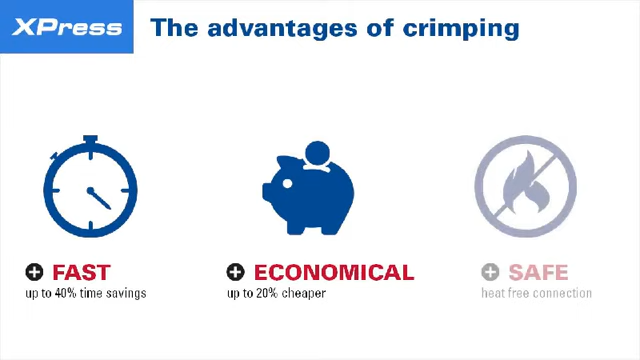 XPress
The advantages of crimping
FAST
up to 40% time savings
ECONOMICAL
up to 20% cheaper
SAFE
heat free connection